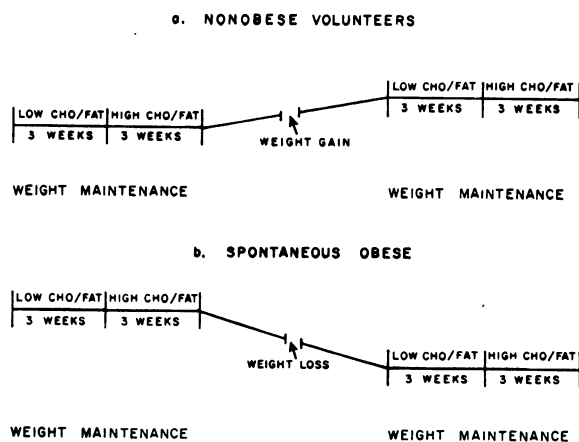 a. NONOBESE VOLUNTEERS
LOW CHO/FAT HIGH CHO/FAT
3 WEEKS 3 WEEKS
WEIGHT GAIN
LOW CHO/FAT HIGH CHO/FAT
3 WEEKS 3 WEEKS
WEIGHT MAINTENANCE
WEIGHT MAINTENANCE
b. SPONTANEOUS OBESE
LOW CHO/FAT HIGH CHO/FAT
3 WEEKS 3 WEEKS
WEIGHT LOSS
LOW CHO/FAT HIGH CHO/FAT
3 WEEKS 3 WEEKS
WEIGHT MAINTENANCE
WEIGHT MAINTENANCE